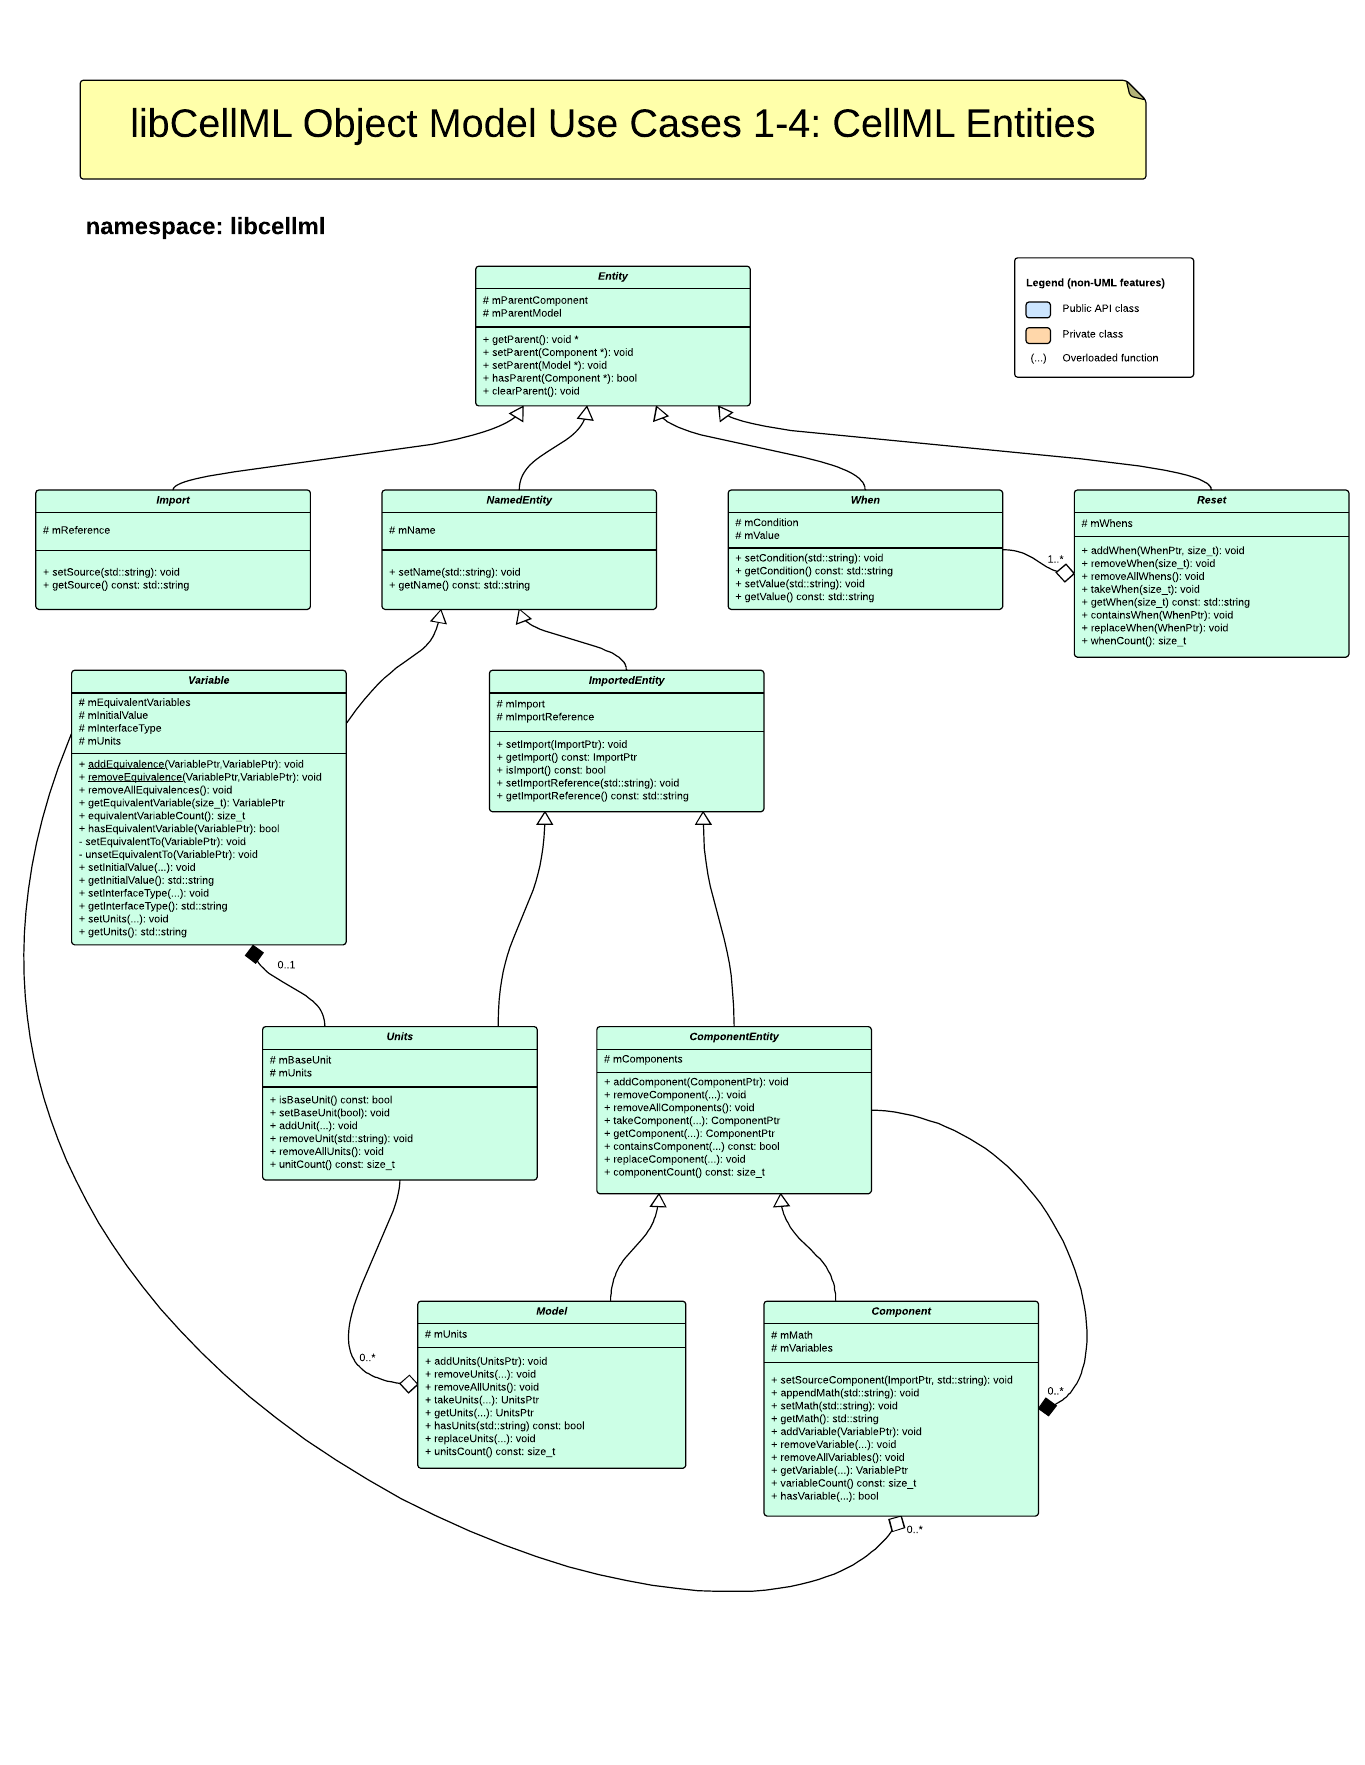 libCellML Object Model Use Cases 1-4: CellML Entities
namespace: libcellml
Legend (non-UML features)
Public API class
Private class
(...) Overloaded function
Entity
# mParentComponent
# mParentModel
+ getParent(): void *
+ setParent(Component *): void
+ setParent(Model *): void
+ hasParent(Component *): bool
+ clearParent(): void
Import
# mReference
+ setSource(std::string): void
+ getSource() const: std::string
NamedEntity
# mName
+ setName(std::string): void
+ getName() const: std::string
When
# mCondition
# mValue
+ setCondition(std::string): void
+ getCondition() const: std::string
+ setValue(std::string): void
+ getValue() const: std::string
1..*
Reset
# mWhens
+ addWhen(WhenPtr, size_t): void
+ removeWhen(size_t): void
+ removeAllWhens(): void
+ takeWhen(size_t): void
+ getWhen(size_t) const: std::string
+ containsWhen(WhenPtr): void
+ replaceWhen(WhenPtr): void
+ whenCount(): size_t
Variable
# mEquivalentVariables
# mInitialValue
# mInterfaceType
# mUnits
+ addEquivalence(VariablePtr,VariablePtr): void
+ removeEquivalence(VariablePtr,VariablePtr): void
+ removeAllEquivalences(): void
+ getEquivalentVariable(size_t): VariablePtr
+ equivalentVariableCount(): size_t
+ hasEquivalentVariable(VariablePtr): bool
- setEquivalentTo(VariablePtr): void
- unsetEquivalentTo(VariablePtr): void
+ setInitialValue(...): void
+ getInitialValue(): std::string
+ setInterfaceType(...): void
+ getInterfaceType(): std::string
+ setUnits(...): void
+ getUnits(): std::string
0..1
ImportedEntity
# mImport
# mImportReference
+ setImport(ImportPtr): void
+ getImport() const: ImportPtr
+ isImport() const: bool
+ setImportReference(std::string): void
+ getImportReference() const: std::string
Units
# mBaseUnit
# mUnits
+ isBaseUnit() const: bool
+ setBaseUnit(bool): void
+ addUnit(...): void
+ removeUnit(std::string): void
+ removeAllUnits(): void
+ unitCount() const: size_t
ComponentEntity
# mComponents
+ addComponent(ComponentPtr): void
+ removeComponent(...): void
+ removeAllComponents(): void
+ takeComponent(...): ComponentPtr
+ getComponent(...): ComponentPtr
+ containsComponent(...) const: bool
+ replaceComponent(...): void
+ componentCount() const: size_t
0..*
Model
# mUnits
+ addUnits(UnitsPtr): void
+ removeUnits(...): void
+ removeAllUnits(): void
+ takeUnits(...): UnitsPtr
+ getUnits(...): UnitsPtr
+ hasUnits(std::string) const: bool
+ replaceUnits(...): void
+ unitsCount() const: size_t
Component
# mMath
# mVariables
+ setSourceComponent(ImportPtr, std::string): void
+ appendMath(std::string): void
+ setMath(std::string): void
+ getMath(): std::string
+ addVariable(VariablePtr): void
+ removeVariable(...): void
+ removeAllVariables(): void
+ getVariable(...): VariablePtr
+ variableCount() const: size_t
+ hasVariable(...): bool
0..*
0..*